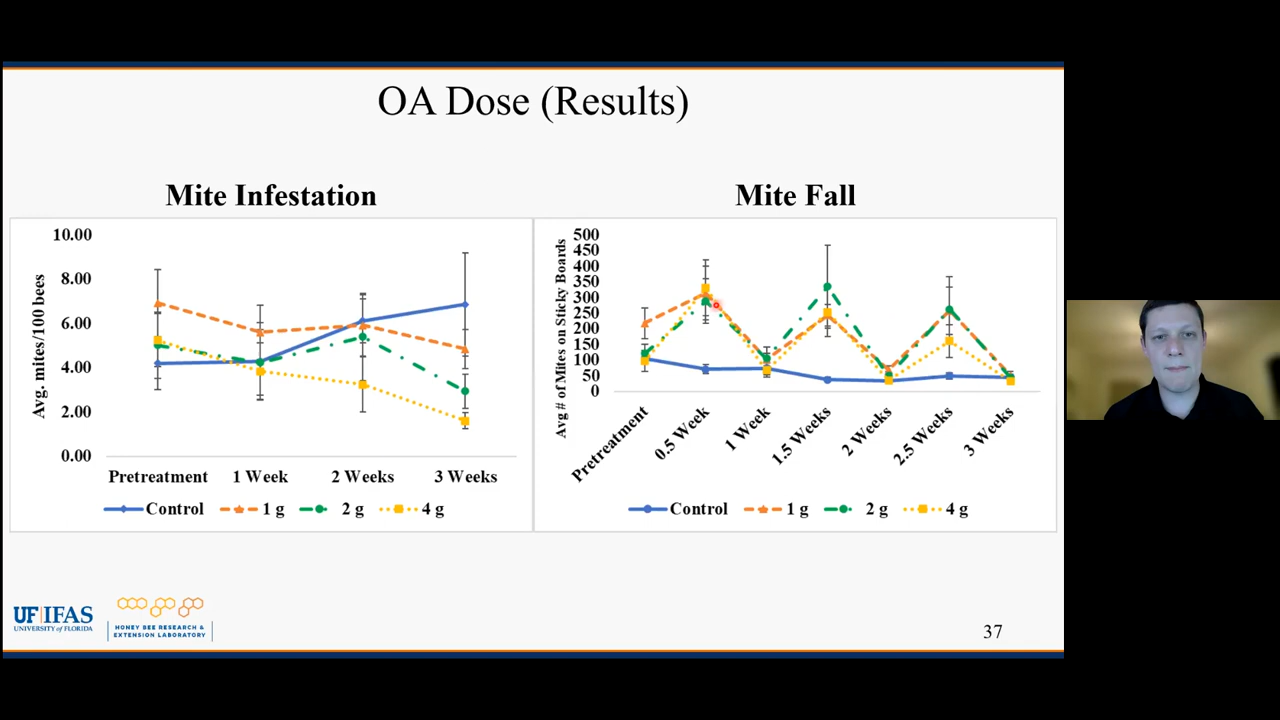 OA Dose (Results)
Mite Infestation
Avg. mites/100 bees
10.00
8.00
6.00
4.00
2.00
0.00
Pretreatment 1 Week 2 Weeks 3 Weeks
Control 1 g 2 g 4 g
Mite Fall
Avg # of Mites on Sticky Boards
500
450
400
350
300
250
200
150
100
50
0
Pretreatment
0.5 Week
1 Week
1.5 Weeks
2 Weeks
2.5 Weeks
3 Weeks
Control 1 g 2 g 4 g
UF IFAS
UNIVERSITY of FLORIDA
HONEY BEE RESEARCH &
EXTENSION LABORATORY
37